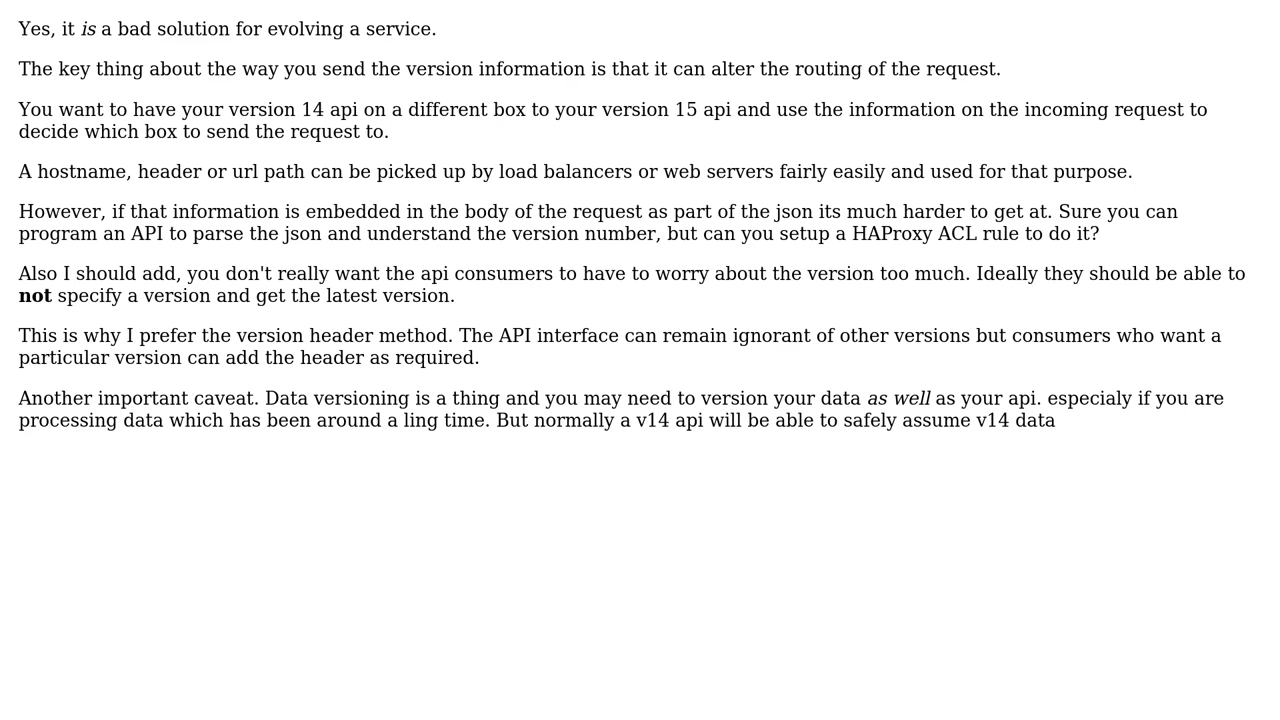 Yes, it is a bad solution for evolving a service.
The key thing about the way you send the version information is that it can alter the routing of the request.
You want to have your version 14 api on a different box to your version 15 api and use the information on the incoming request to
decide which box to send the request to.
A hostname, header or url path can be picked up by load balancers or web servers fairly easily and used for that purpose.
However, if that information is embedded in the body of the request as part of the json its much harder to get at. Sure you can
program an API to parse the json and understand the version number, but can you setup a HAProxy ACL rule to do it?
Also I should add, you don't really want the api consumers to have to worry about the version too much. Ideally they should be able to
not specify a version and get the latest version.
This is why I prefer the version header method. The API interface can remain ignorant of other versions but consumers who want a
particular version can add the header as required.
Another important caveat. Data versioning is a thing and you may need to version your data as well as your api. especialy if you are
processing data which has been around a ling time. But normally a v14 api will be able to safely assume v14 data